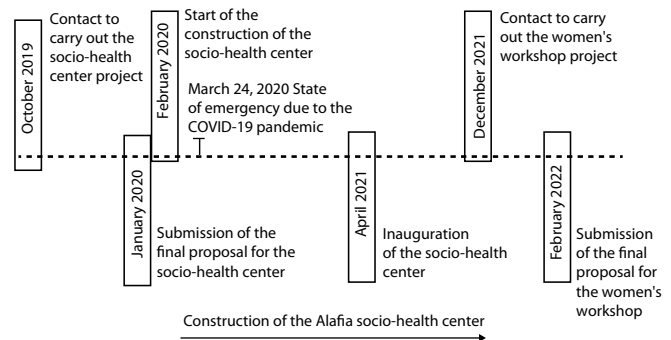 October 2019
Contact to
carry out the
socio-health
center project
February 2020
Start of the
construction of the
socio-health center
March 24, 2020 State
of emergency due to the
COVID-19 pandemic
December 2021
Contact to carry
out the women's
workshop project
January 2020
Submission of the
final proposal for the
socio-health center
April 2021
Inauguration
of the socio-health
center
February 2022
Submission
of the final
proposal for
the women's
workshop
Construction of the Alafia socio-health center